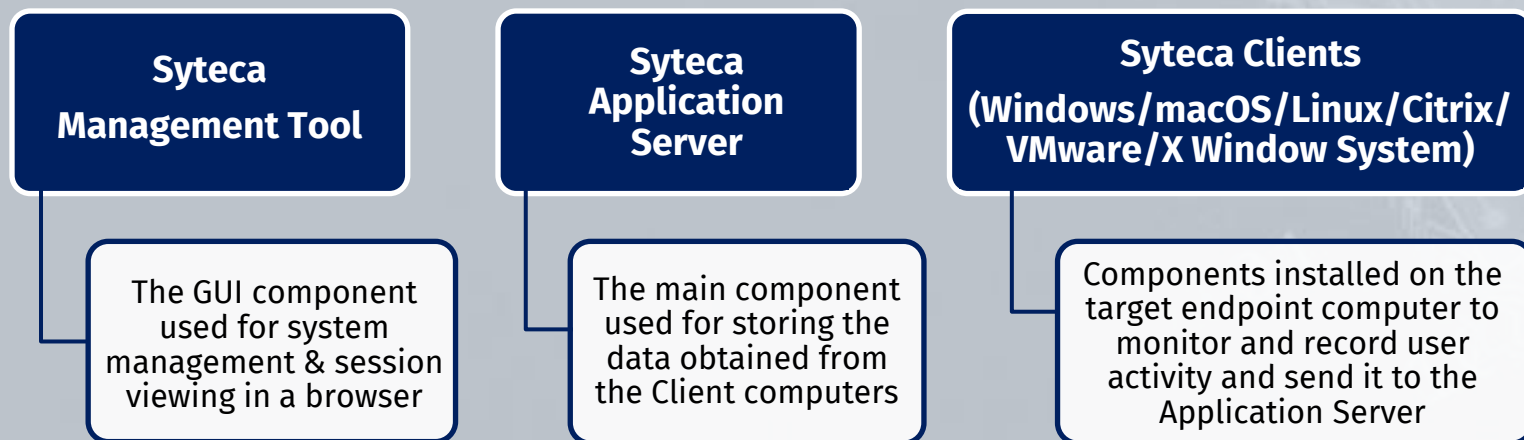 Syteca
Management Tool
The GUI component
used for system
management & session
viewing in a browser
Syteca
Application
Server
The main component
used for storing the
data obtained from
the Client computers
Syteca Clients
(Windows/macOS/Linux/Citrix/
VMware/X Window System)
Components installed on the
target endpoint computer to
monitor and record user
activity and send it to the
Application Server